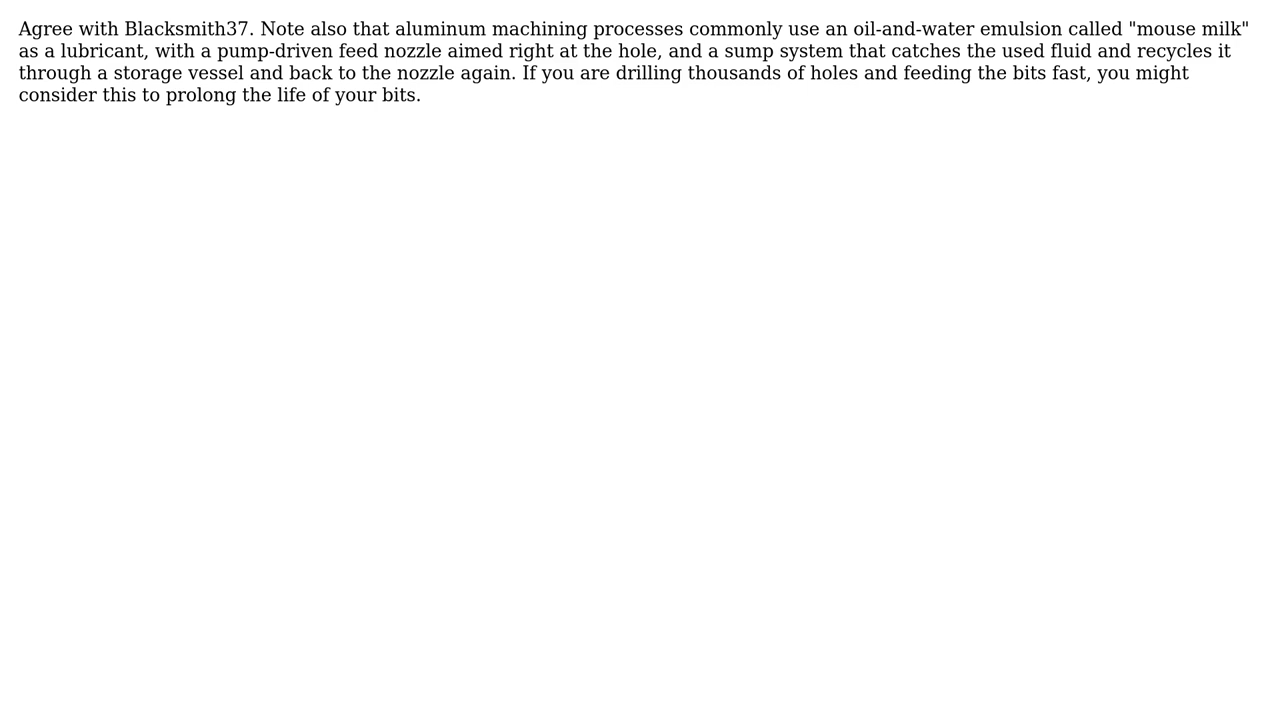 Agree with Blacksmith37. Note also that aluminum machining processes commonly use an oil-and-water emulsion called "mouse milk"
as a lubricant, with a pump-driven feed nozzle aimed right at the hole, and a sump system that catches the used fluid and recycles it
through a storage vessel and back to the nozzle again. If you are drilling thousands of holes and feeding the bits fast, you might
consider this to prolong the life of your bits.